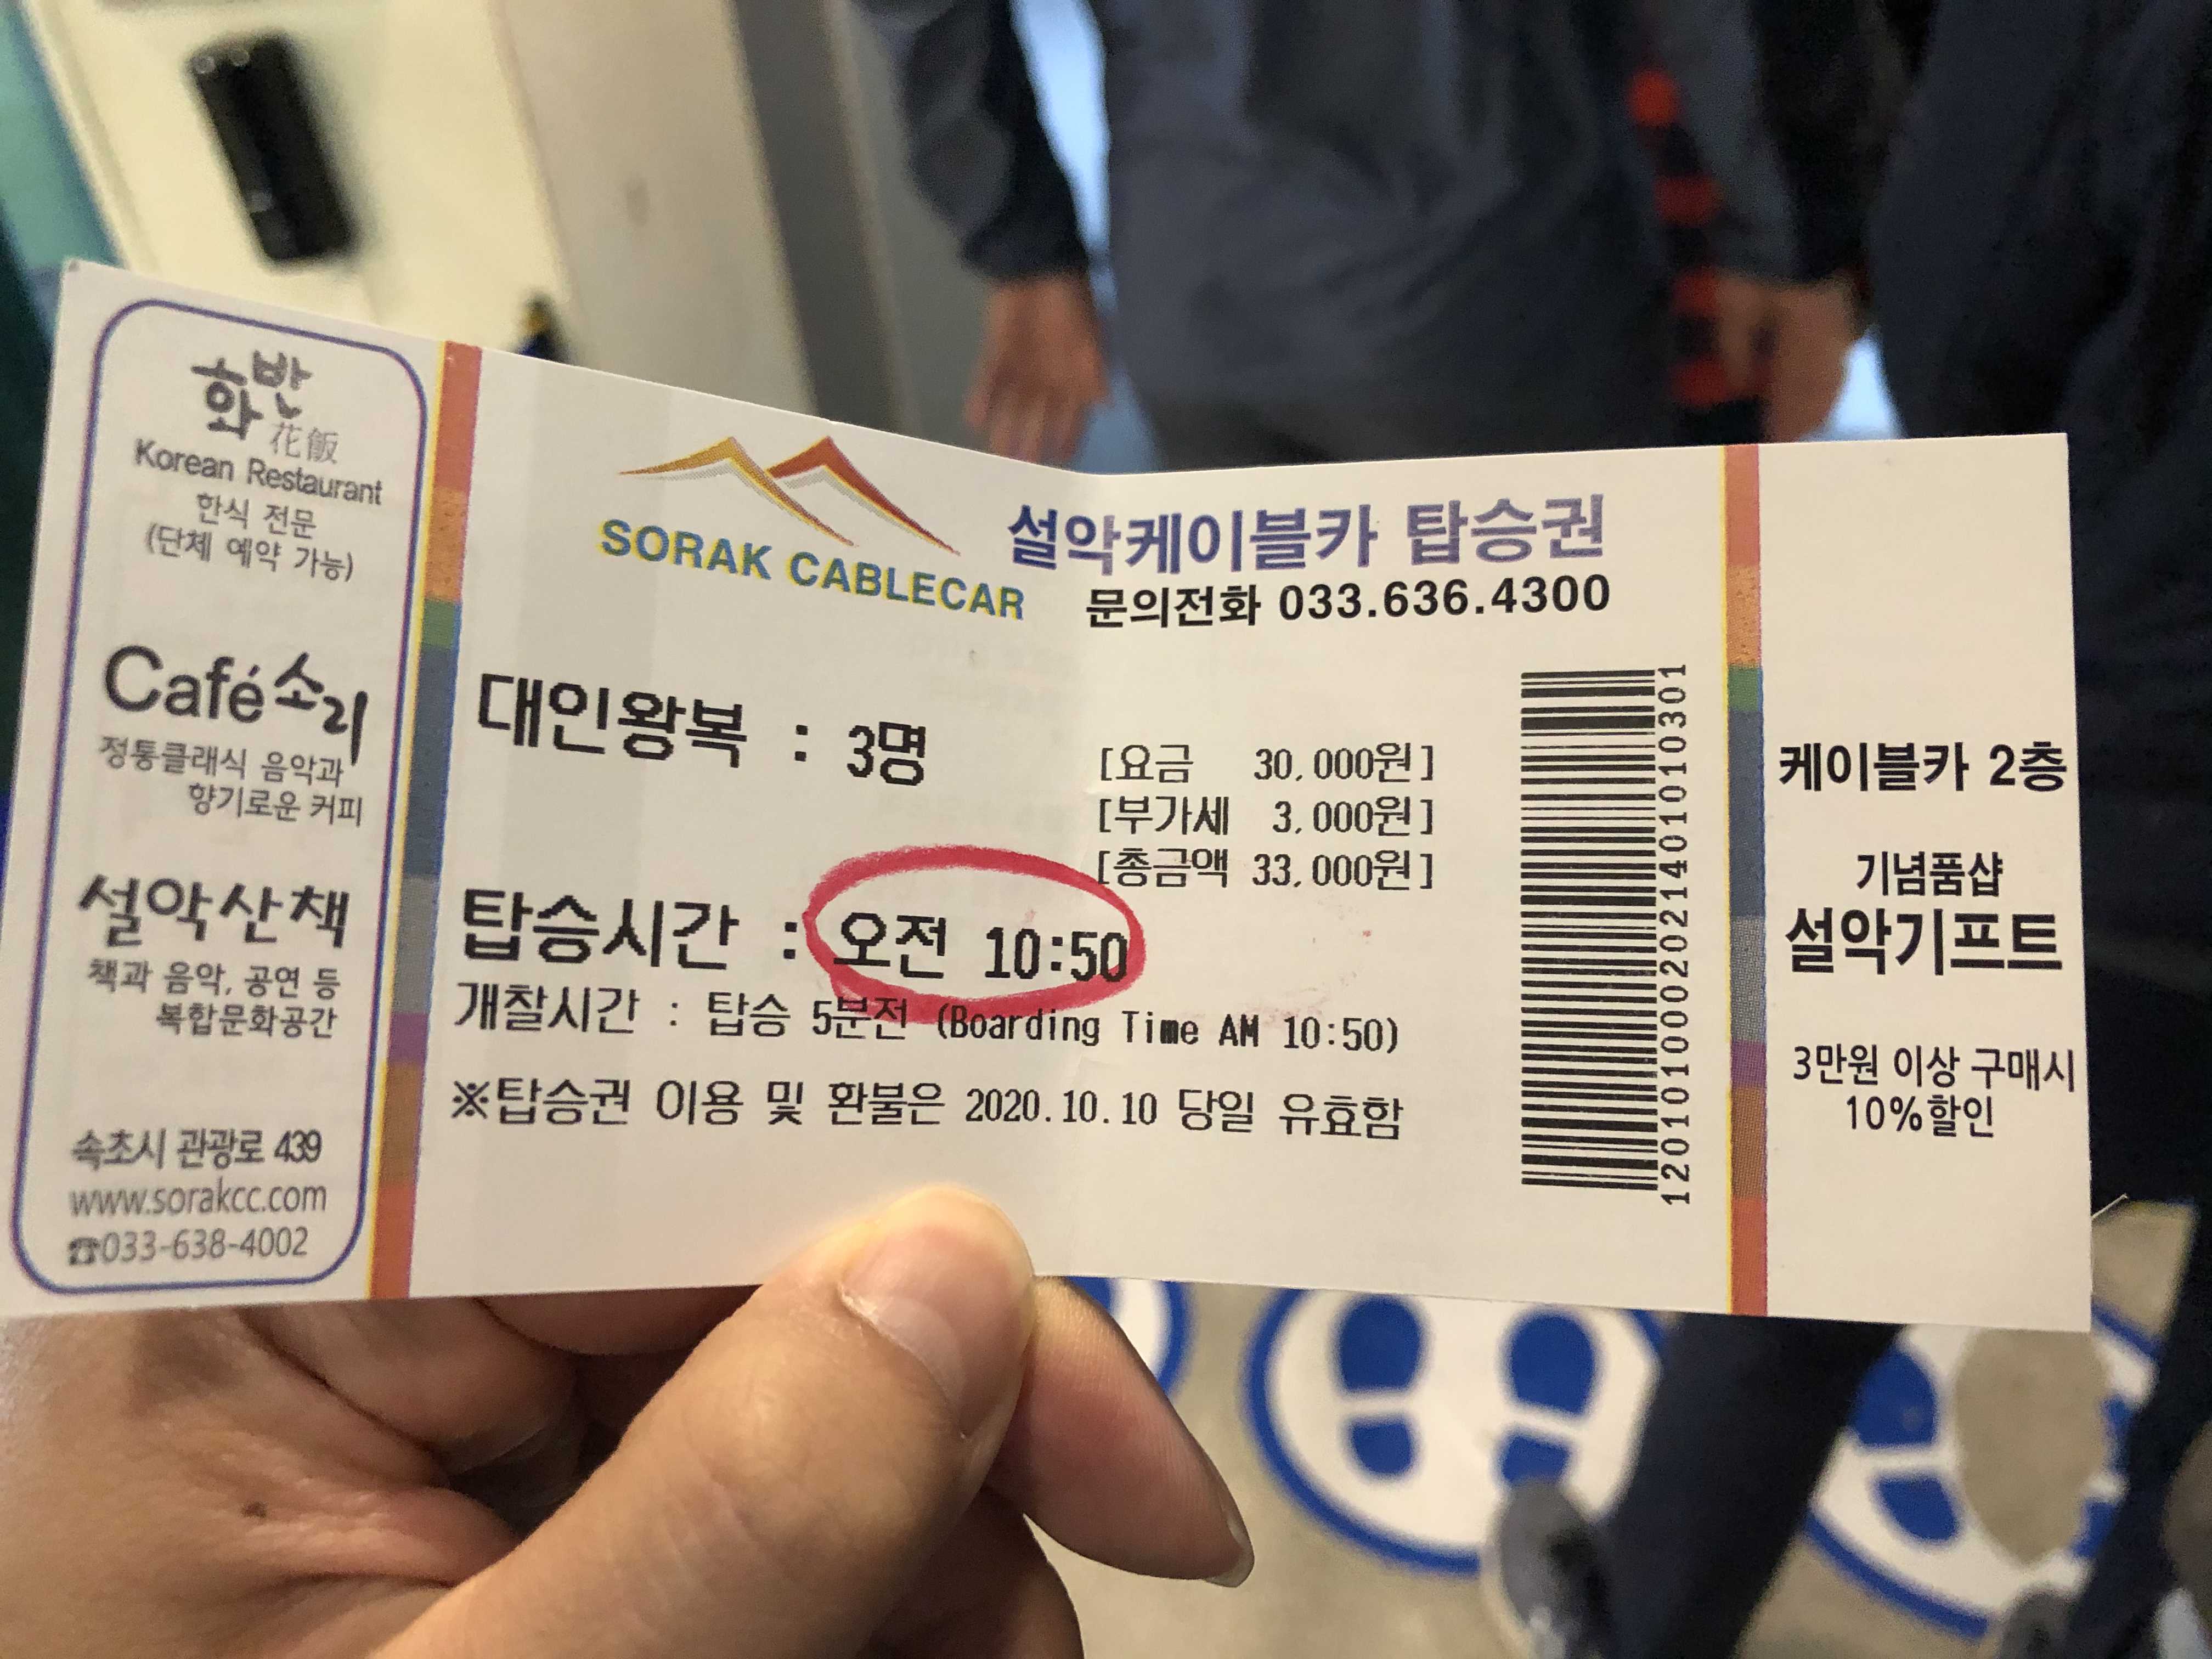 화반
花飯
Korean Restaurant
한식 전문
(단체 예약 가능)
Café소리
정통클래식 음악과
향기로운 커피
설악산책
책과 음악, 공연 등
복합문화공간
속초시 관광로 439
www.sorakcc.com
☎033-638-4002
SORAK CABLECAR
설악케이블카 탑승권
문의전화 033.636.4300
대인왕복 : 3명
[요금 30,000원]
[부가세 3,000원]
[총금액 33,000원]
탑승시간 : 오전 10:50
개찰시간 : 탑승 5분전 (Boarding Time AM 10:50)
※탑승권 이용 및 환불은 2020.10.10 당일 유효함
120101000202140101010301
케이블카 2층
기념품샵
설악기프트
3만원 이상 구매시
10%할인